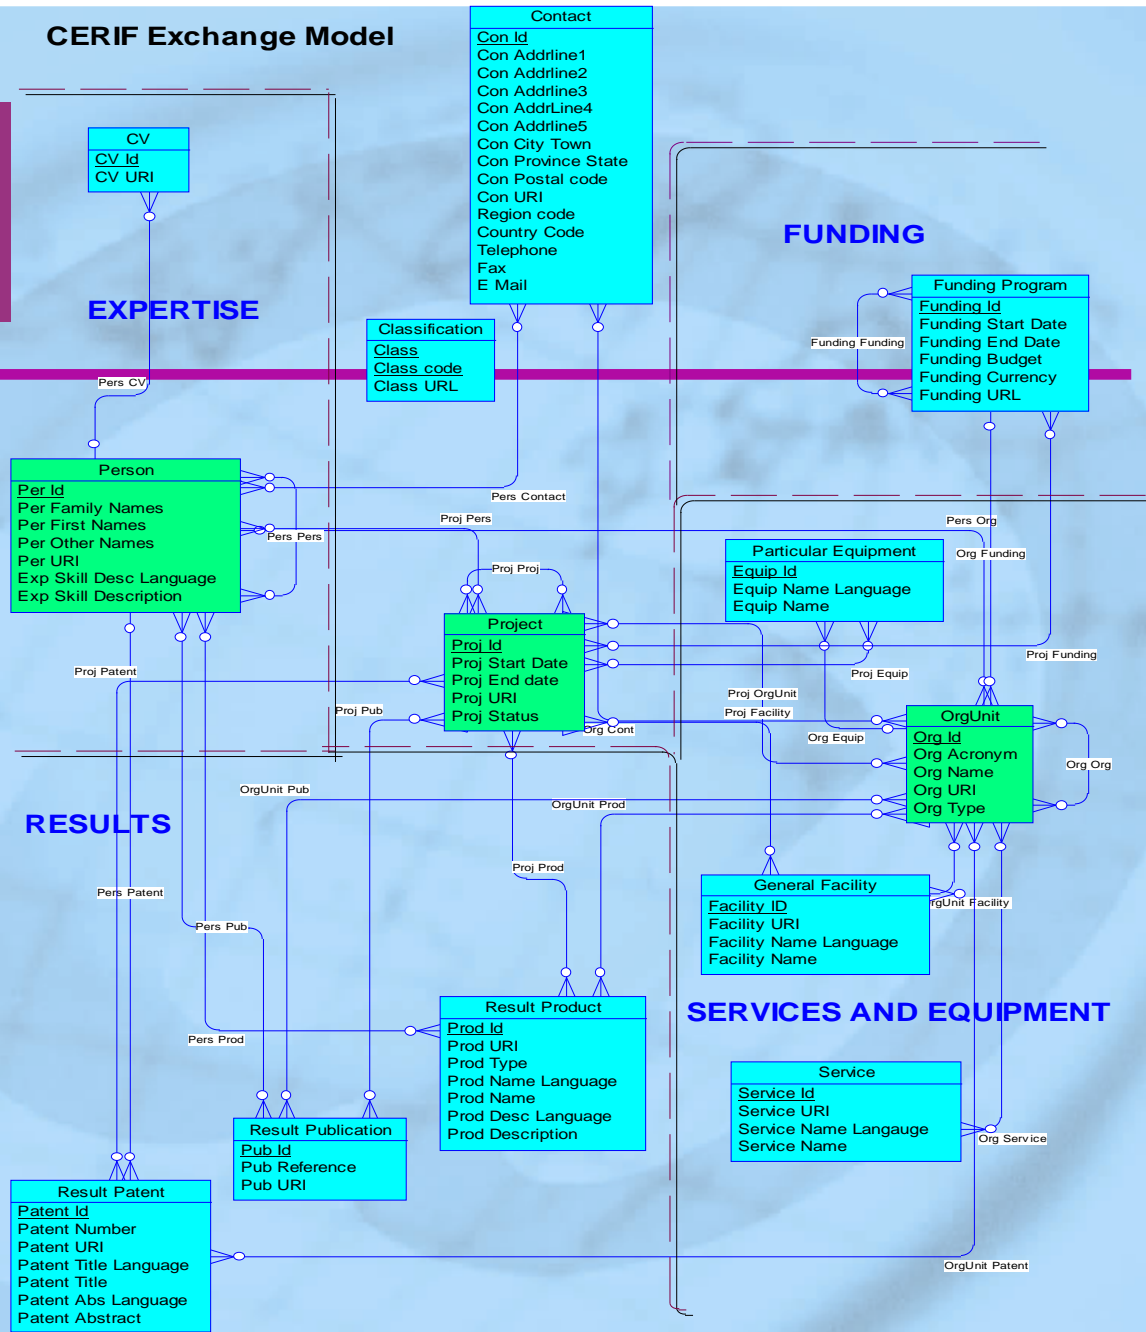 CERIF Exchange Model
Contact
Con Id
Con Addrline1
Con Addrline2
Con Addrline3
Con AddrLine4
Con Addrline5
Con City Town
Con Province State
Con Postal code
Con URI
Region code
Country Code
Telephone
Fax
E Mail
CV
CV Id
CV URI
EXPERTISE
FUNDING
Classification
Class
Class code
Class URL
Funding Program
Funding Id
Funding Start Date
Funding End Date
Funding Budget
Funding Currency
Funding URL
Funding Funding
Pers CV
Person
Per Id
Per Family Names
Per First Names
Per Other Names
Per URI
Exp Skill Desc Language
Exp Skill Description
Pers Contact
Proj Pers
Pers Pers
Pers Org
Org Funding
Proj Proj
Particular Equipment
Equip Id
Equip Name Language
Equip Name
Project
Proj Id
Proj Start Date
Proj End date
Proj URI
Proj Status
Proj Patent
Proj Pub
Proj Equip
Proj Funding
Proj OrgUnit
Proj Facility
Org Cont
Org Equip
OrgUnit
Org Id
Org Acronym
Org Name
Org URI
Org Type
Org Org
OrgUnit Pub
OrgUnit Prod
RESULTS
Proj Prod
Pers Patent
Pers Pub
General Facility
Facility ID
Facility URI
Facility Name Language
Facility Name
rgUnit Facility
SERVICES AND EQUIPMENT
Result Product
Prod Id
Prod URI
Prod Type
Prod Name Language
Prod Name
Prod Desc Language
Prod Description
Pers Prod
Service
Service Id
Service URI
Service Name Langauge
Service Name
Org Service
Result Publication
Pub Id
Pub Reference
Pub URI
Result Patent
Patent Id
Patent Number
Patent URI
Patent Title Language
Patent Title
Patent Abs Language
Patent Abstract
OrgUnit Patent